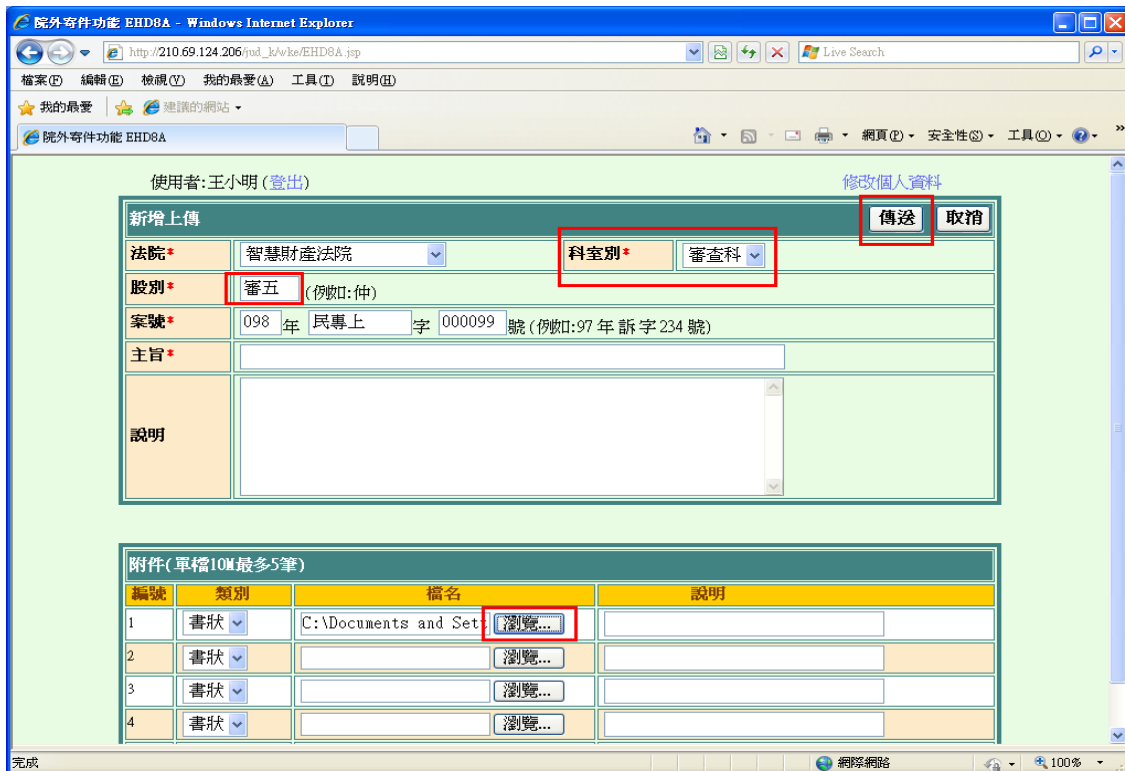 院外寄件功能 EHD8A - Windows Internet Explorer
http://210.69.124.206/jud_k/wke/EHD8A.jsp
Live Search
檔案(F) 編輯(E) 檢視(V) 我的最愛(A) 工具(T) 說明(H)
我的最愛 建議的網站
院外寄件功能 EHD8A 網頁(P) 安全性(S) 工具(O) »
使用者:王小明 (登出) 修改個人資料
新增上傳 傳送 取消
法院* 智慧財產法院 科室別* 審查科
股別* 審五 (例如:仲)
案號* 098 年 民專上 字 000099 號 (例如:97 年 訴 字 234 號)
主旨*
說明
附件(單檔10M最多5筆)
編號 類別 檔名 說明
1 書狀 C:\Documents and Sett 瀏覽...
2 書狀 瀏覽...
3 書狀 瀏覽...
4 書狀 瀏覽...
完成 網際網路 100%